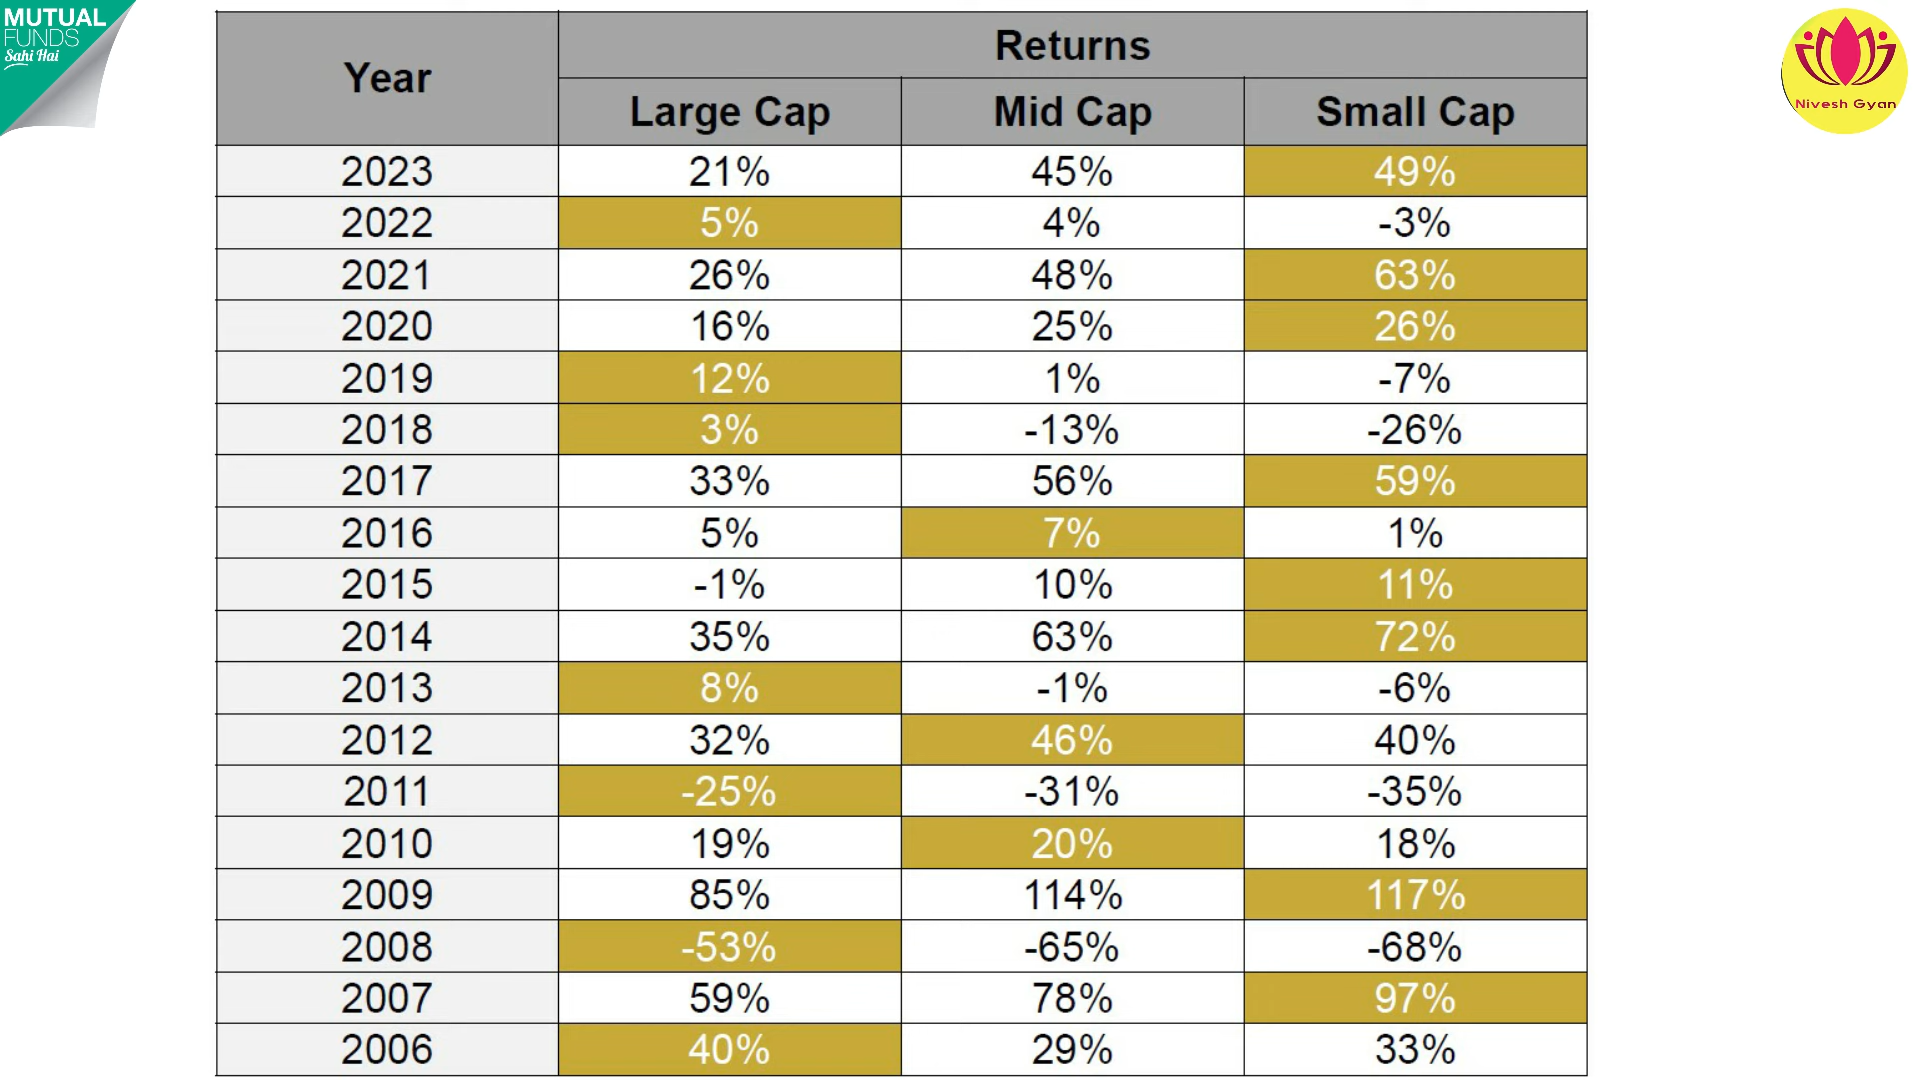 MUTUAL
FUNDS
Sahi Hai
Nivesh Gyan
Year Returns
Large Cap Mid Cap Small Cap
2023 21% 45% 49%
2022 5% 4% -3%
2021 26% 48% 63%
2020 16% 25% 26%
2019 12% 1% -7%
2018 3% -13% -26%
2017 33% 56% 59%
2016 5% 7% 1%
2015 -1% 10% 11%
2014 35% 63% 72%
2013 8% -1% -6%
2012 32% 46% 40%
2011 -25% -31% -35%
2010 19% 20% 18%
2009 85% 114% 117%
2008 -53% -65% -68%
2007 59% 78% 97%
2006 40% 29% 33%